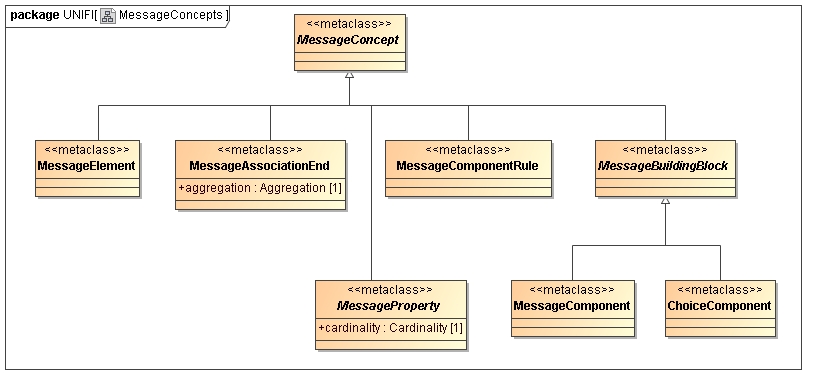 package UNIFI[ MessageConcepts ]
<<metaclass>>
MessageConcept
<<metaclass>>
MessageElement
<<metaclass>>
MessageAssociationEnd
+aggregation : Aggregation [1]
<<metaclass>>
MessageComponentRule
<<metaclass>>
MessageBuildingBlock
<<metaclass>>
MessageProperty
+cardinality : Cardinality [1]
<<metaclass>>
MessageComponent
<<metaclass>>
ChoiceComponent